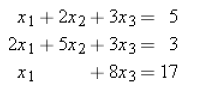 x₁ + 2x₂ + 3x₃ = 5
2x₁ + 5x₂ + 3x₃ = 3
x₁ + 8x₃ = 17